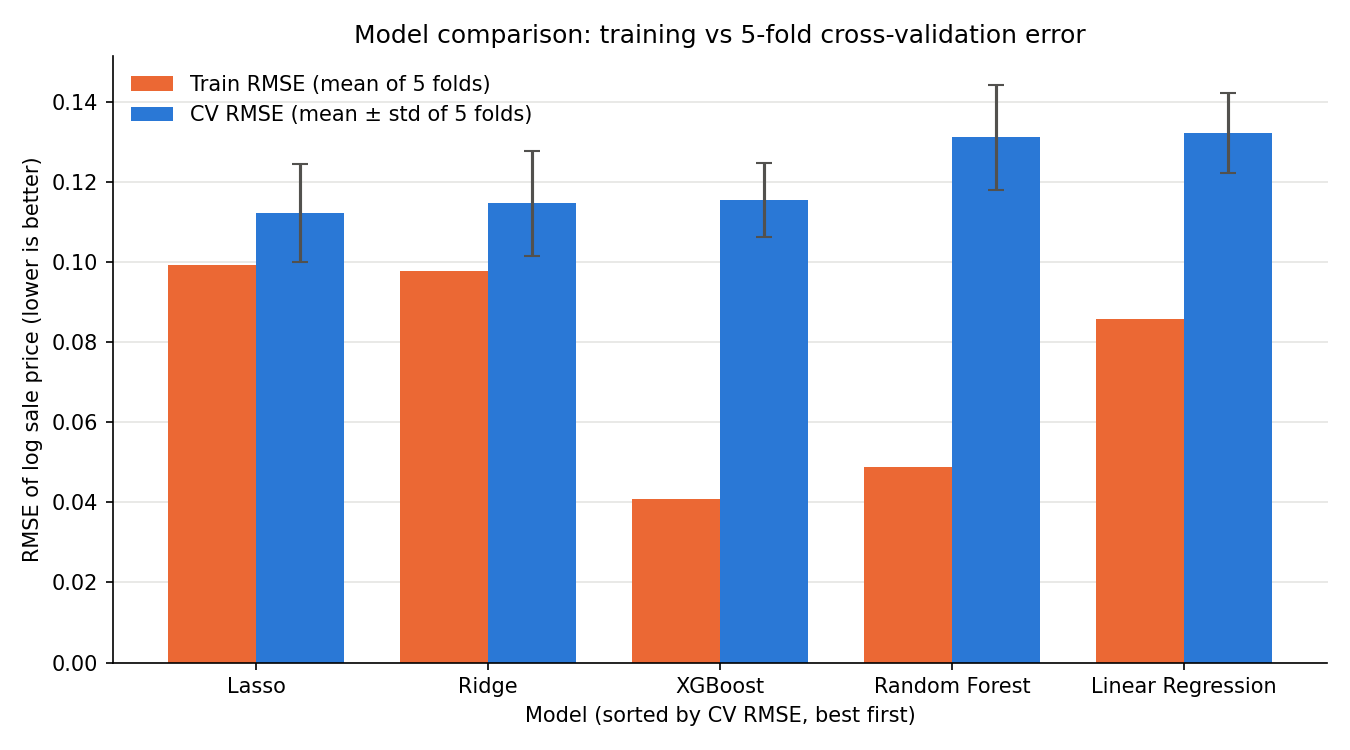 Model comparison: training vs 5-fold cross-validation error
Train RMSE (mean of 5 folds)
CV RMSE (mean ± std of 5 folds)
RMSE of log sale price (lower is better)
0.14
0.12
0.10
0.08
0.06
0.04
0.02
0.00
Lasso
Ridge
XGBoost
Random Forest
Linear Regression
Model (sorted by CV RMSE, best first)